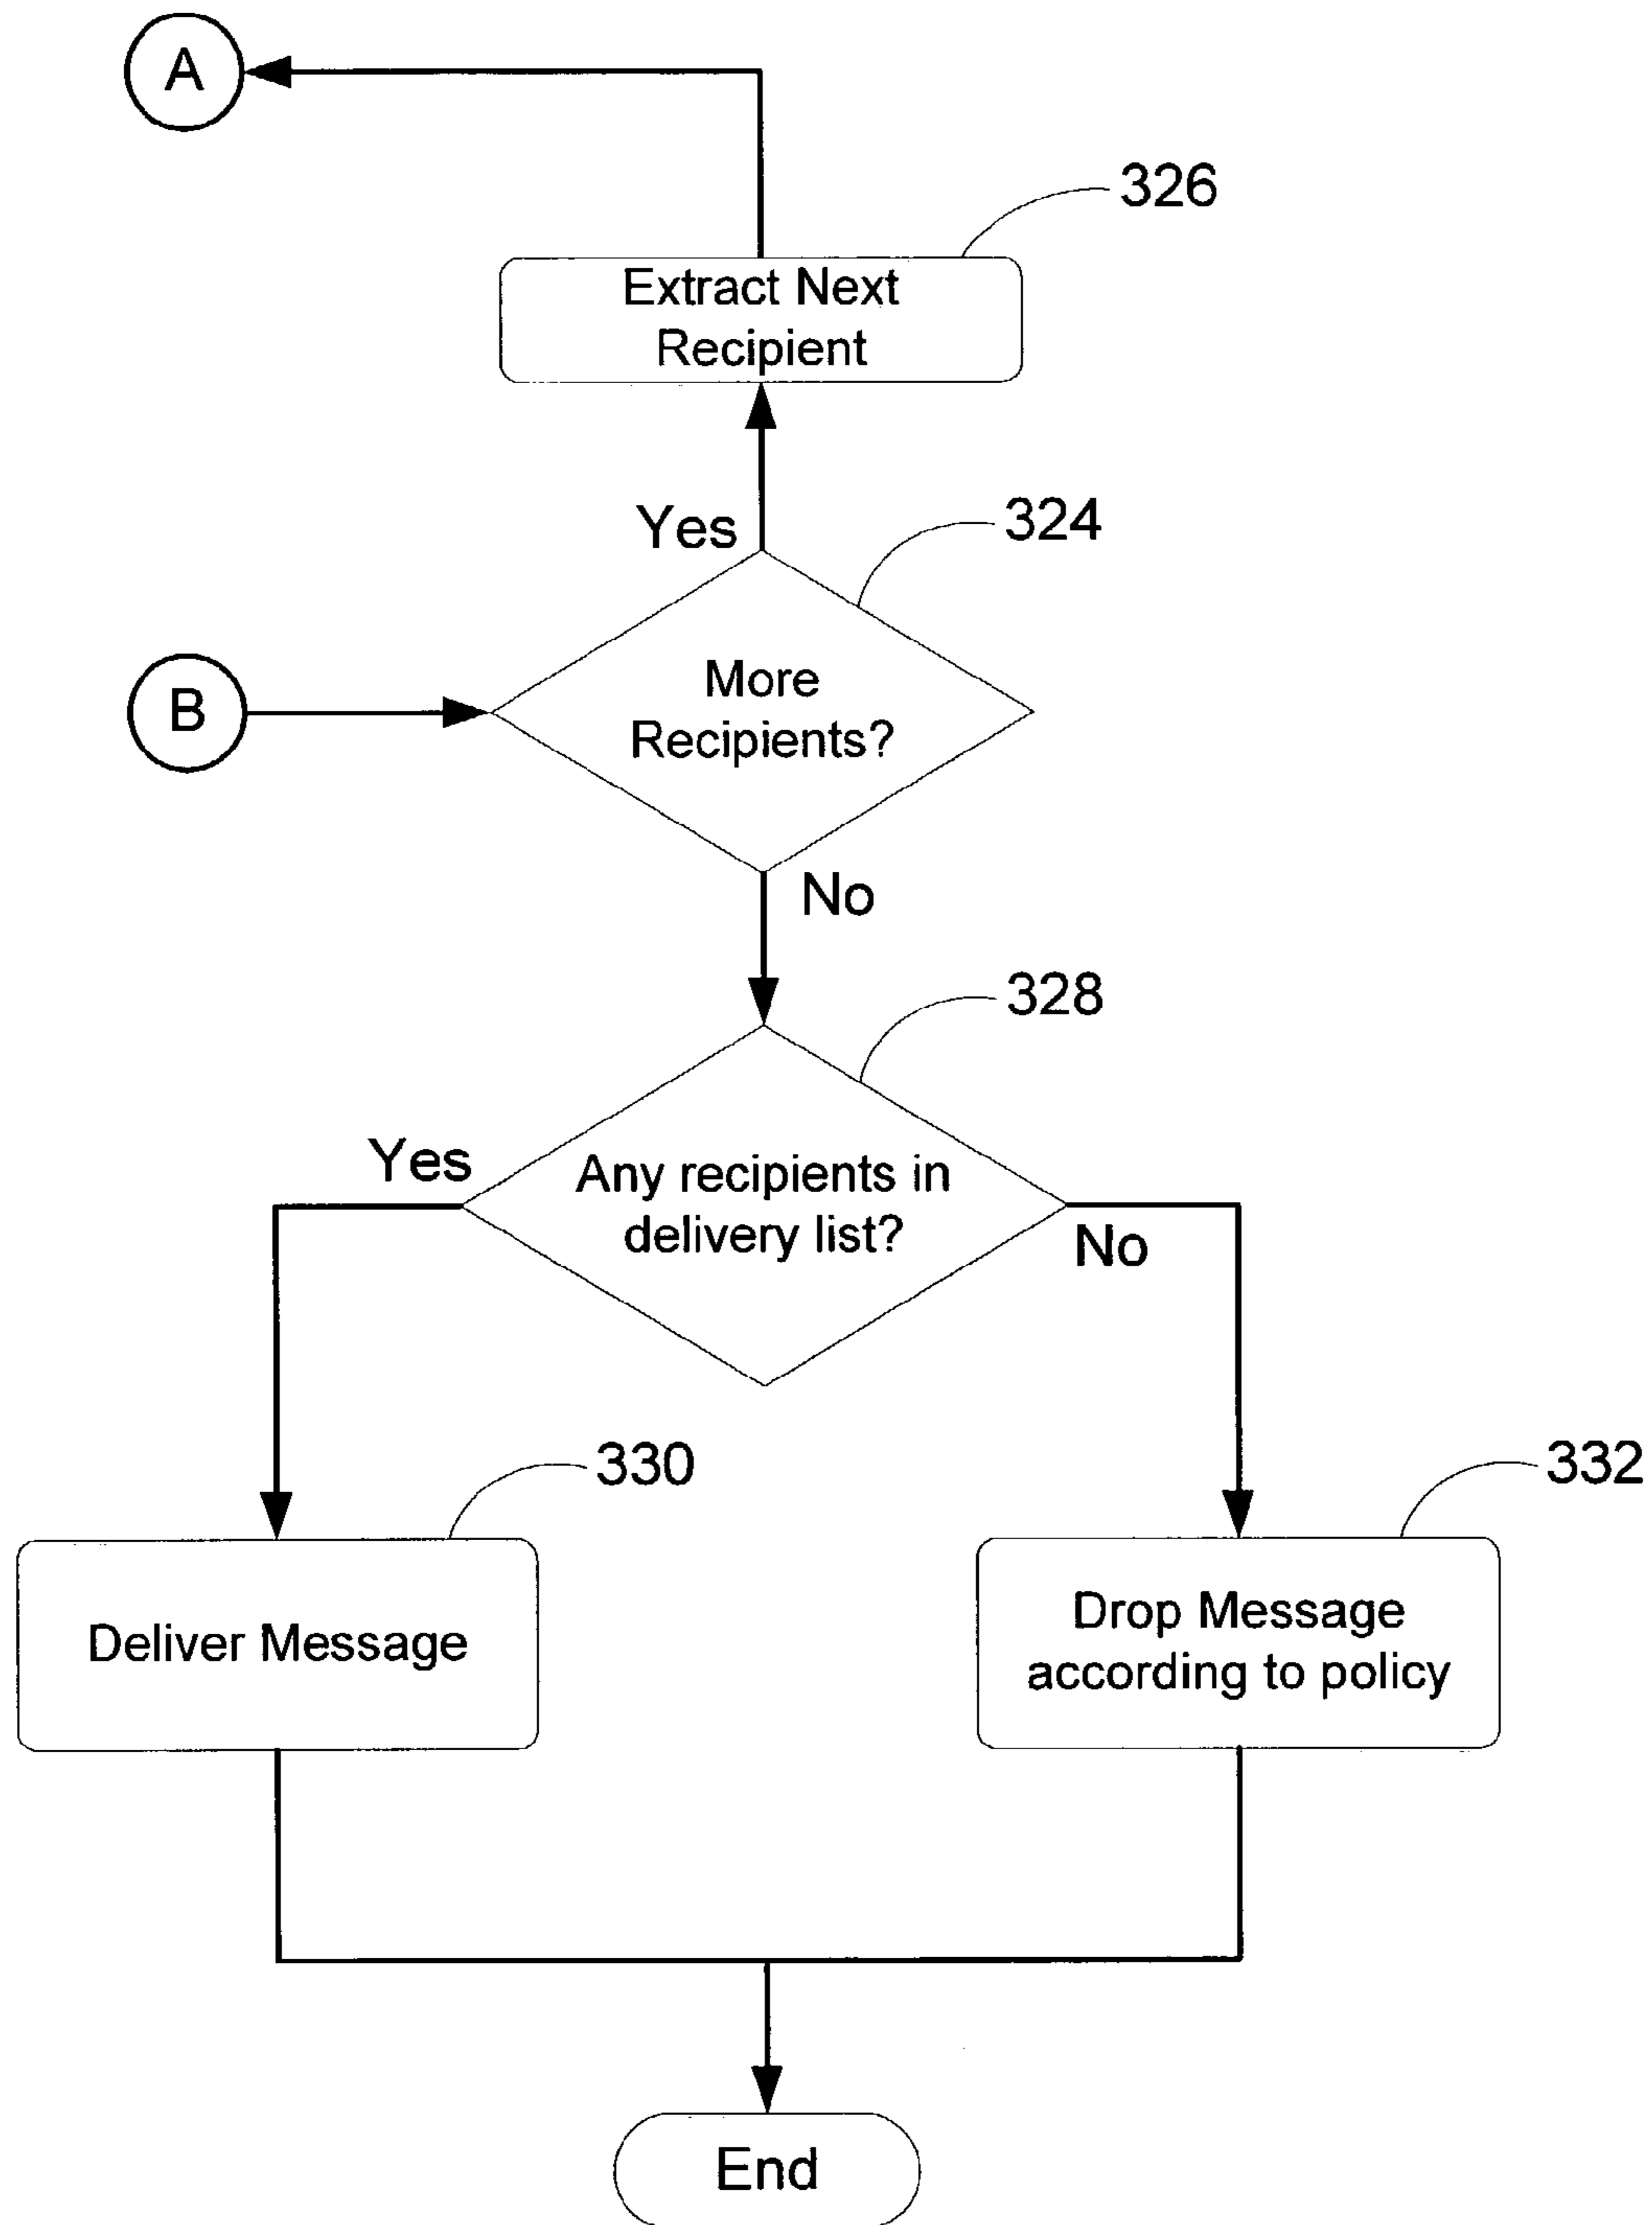 A
326
Extract Next
Recipient
Yes
324
More
Recipients?
B
No
328
Yes
Any recipients in
delivery list?
No
330
332
Deliver Message
Drop Message
according to policy
End